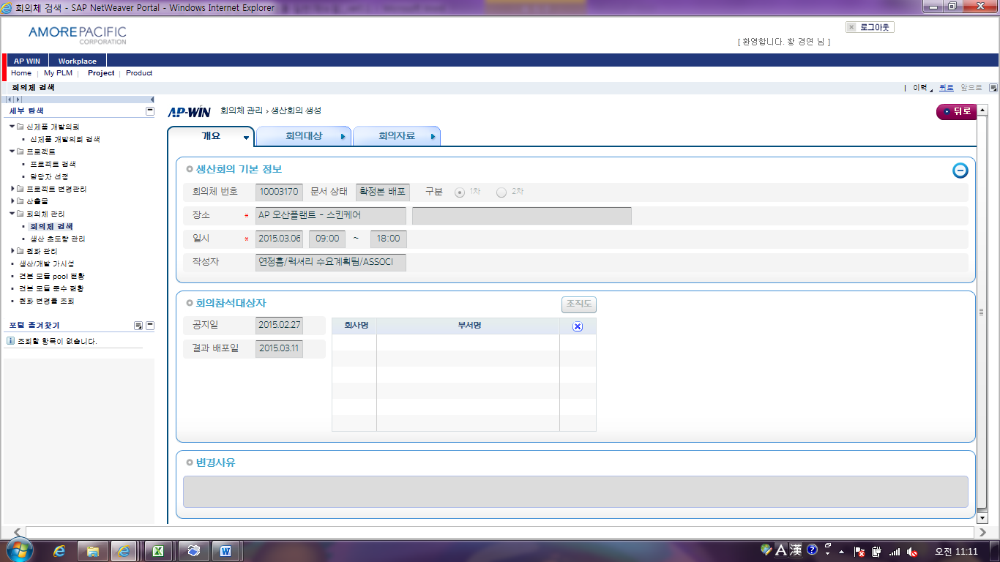 회의체 검색 - SAP NetWeaver Portal - Windows Internet Explorer
AMOREPACIFIC
CORPORATION
로그아웃
[ 환영합니다. 황 경연 님 ]
AP WIN Workplace
Home | My PLM | Project | Product
회의체 검색
| 이력 뒤로 앞으로
세부 탐색
신제품 개발의뢰
신제품 개발의뢰 검색
프로젝트
프로젝트 검색
담당자 선정
프로젝트 변경관리
산출물
회의체 관리
회의체 검색
생산 초도량 관리
원화 관리
생산/개발 가시성
견본 모듈 pool 현황
견본 모듈 준수 현황
원화 변경률 조회
포털 즐겨찾기
조회할 항목이 없습니다.
AP-WIN 회의체 관리 › 생산회의 생성
뒤로
개요 회의대상 회의자료
생산회의 기본 정보
회의체 번호 10003170 문서 상태 확정본 배포 구분 1차 2차
장소 * AP 오산플랜트 - 스킨케어
일시 * 2015.03.06 09:00 ~ 18:00
작성자 연정흠/럭셔리 수요계획팀/ASSOCI
회의참석대상자 조직도
공지일 2015.02.27
결과 배포일 2015.03.11
회사명 부서명
변경사유
A 漢
오전 11:11